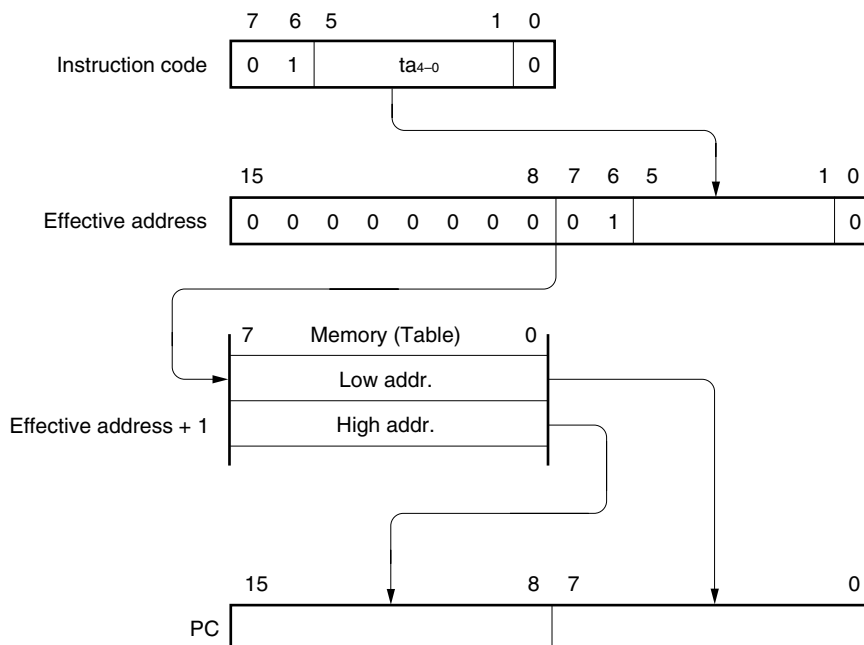 7 6 5 1 0
Instruction code 0 1 ta4–0 0
15 8 7 6 5 1 0
Effective address 0 0 0 0 0 0 0 0 0 1 0
7 Memory (Table) 0
Low addr.
Effective address + 1 High addr.
15 8 7 0
PC